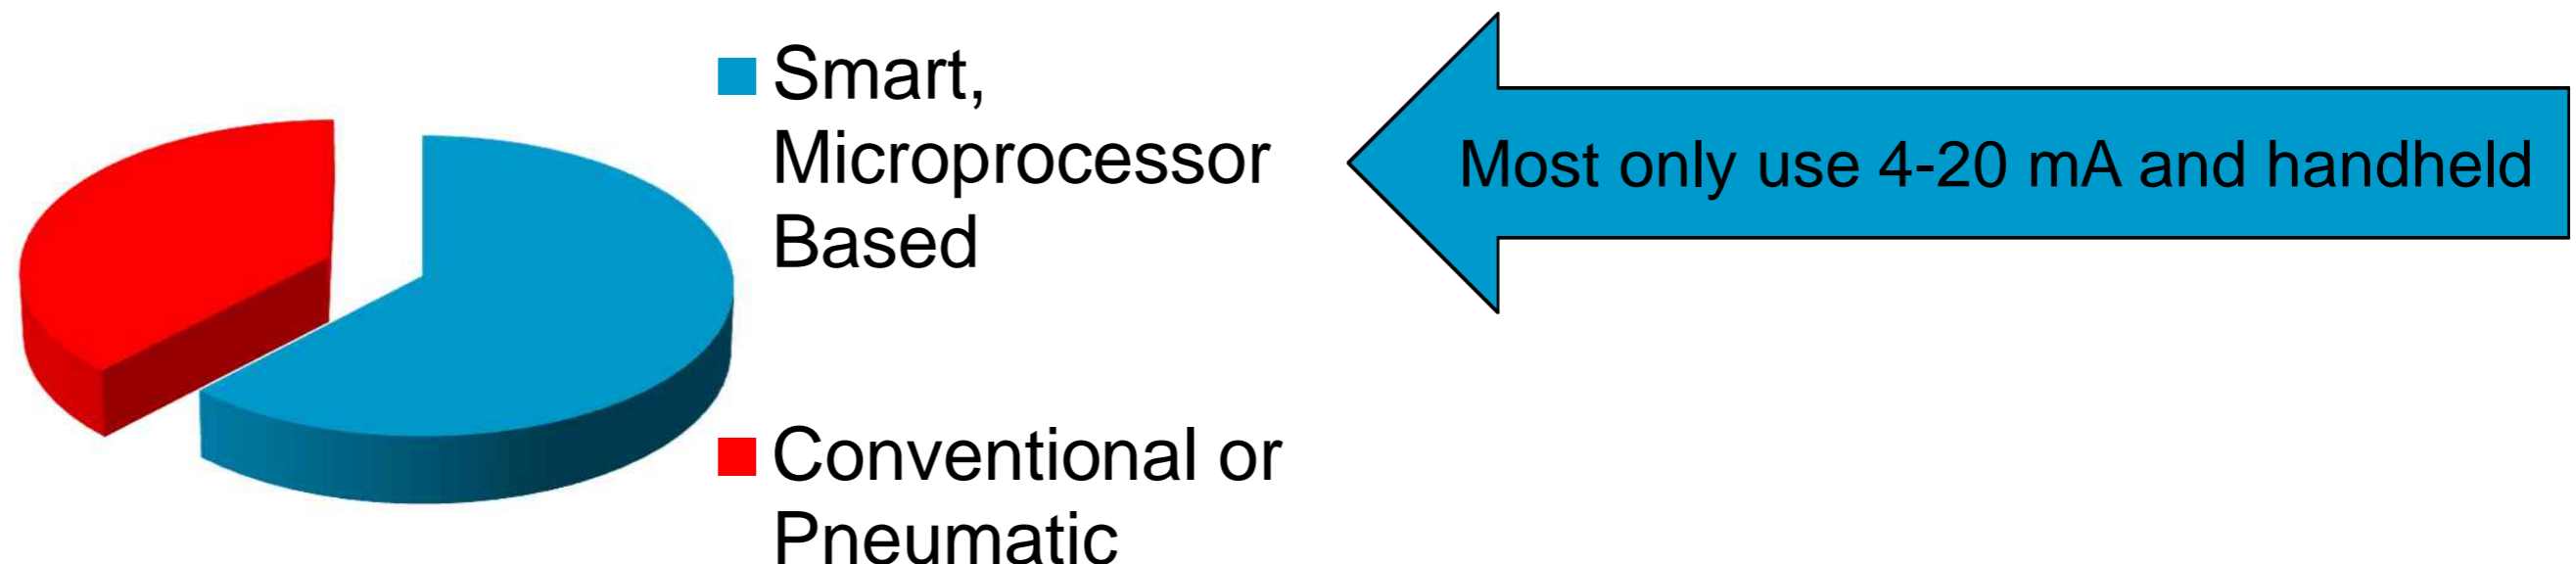 Smart,
Microprocessor
Based
Most only use 4-20 mA and handheld
Conventional or
Pneumatic